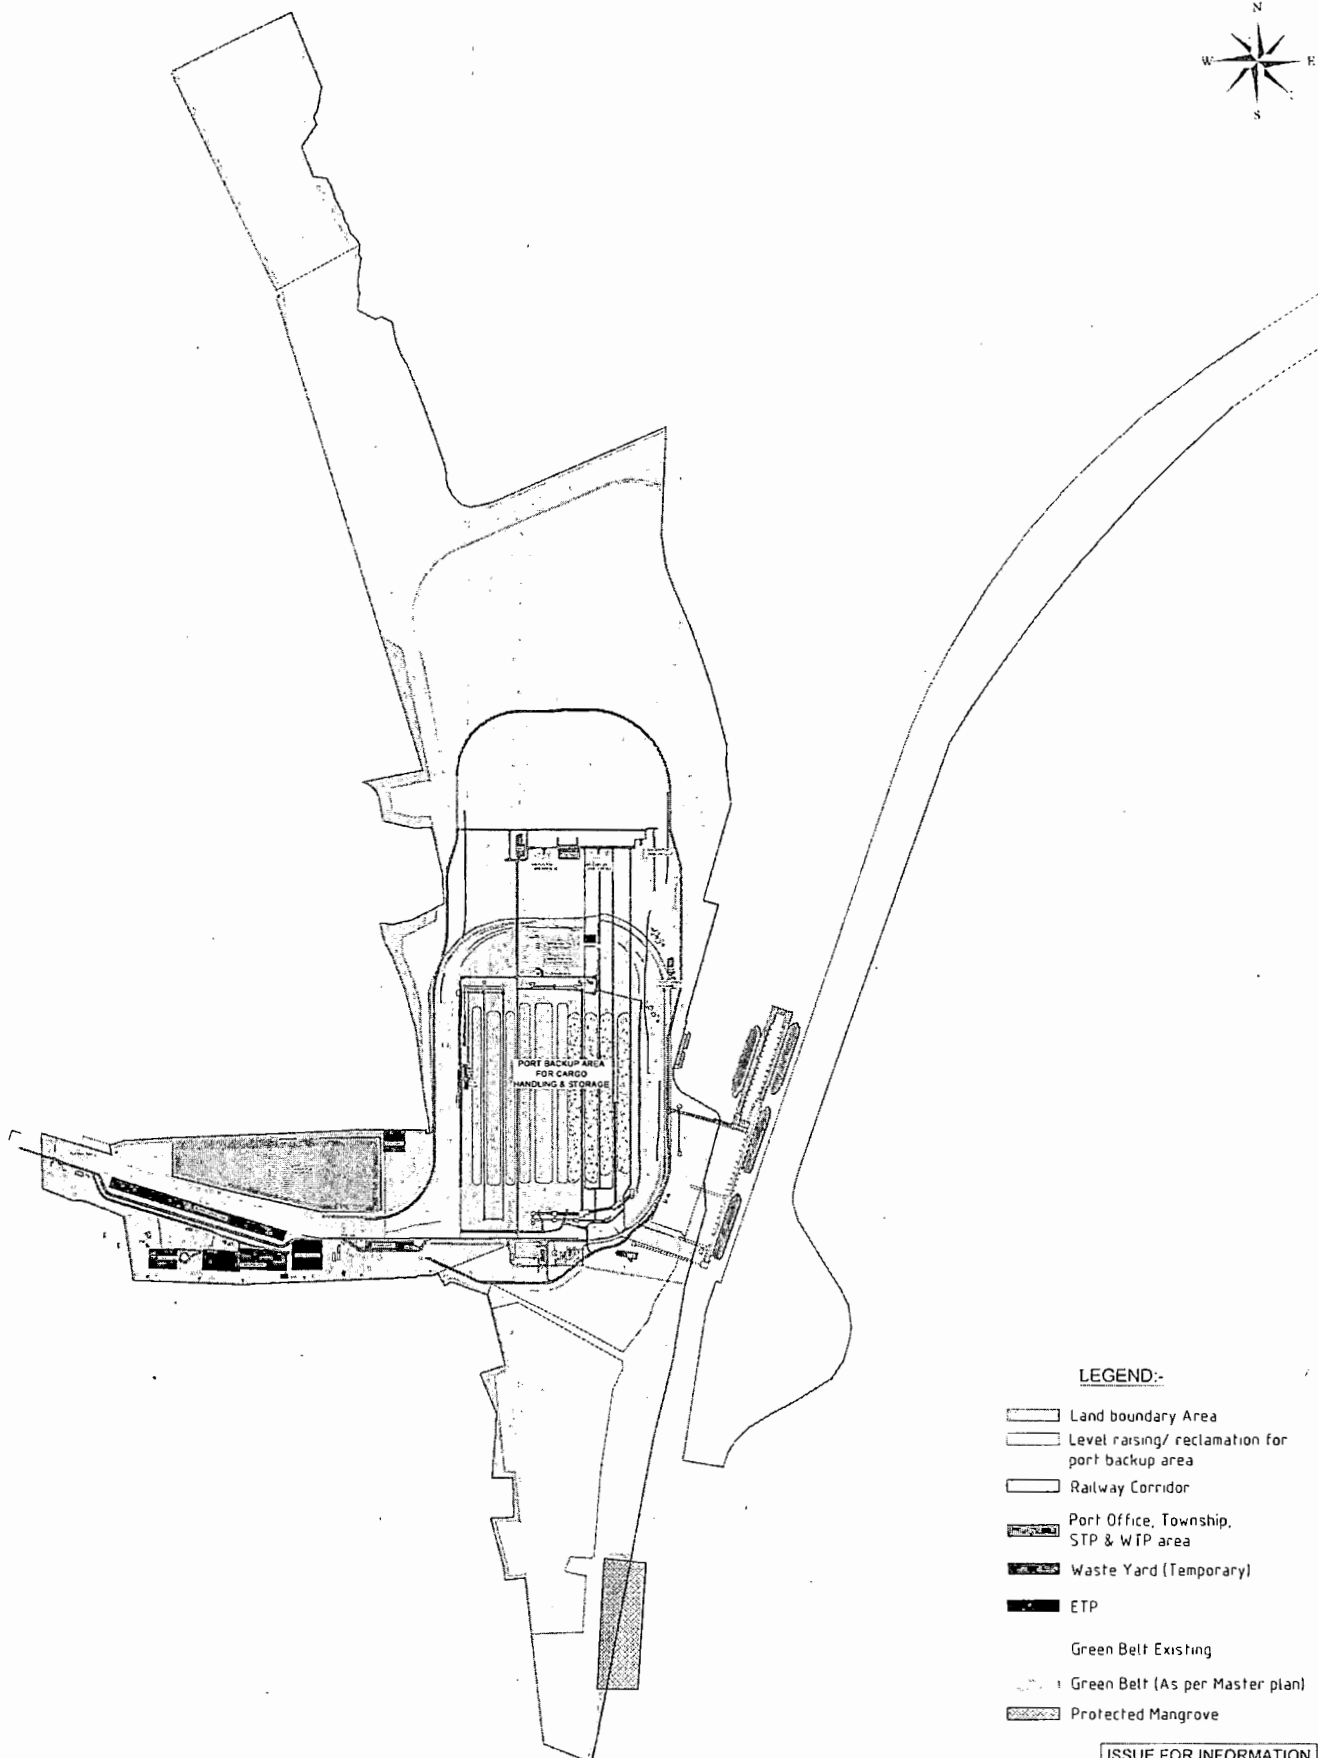 N
W
E
S
PORT BACKUP AREA
FOR CARGO
HANDLING & STORAGE
LEGEND:-
Land boundary Area
Level raising/ reclamation for
port backup area
Railway Corridor
Port Office, Township,
STP & WTP area
Waste Yard (Temporary)
ETP
Green Belt Existing
Green Belt (As per Master plan)
Protected Mangrove
ISSUE FOR INFORMATION